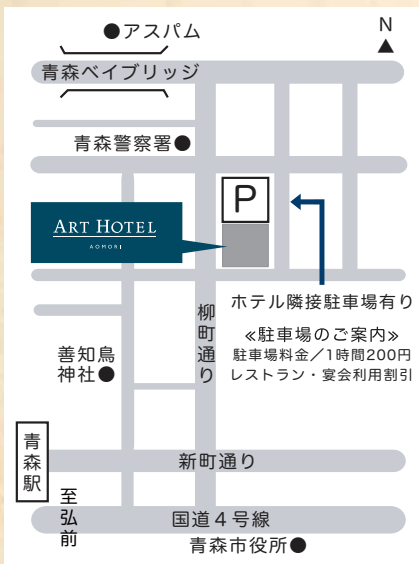 ●アスパム
N
青森ベイブリッジ
青森警察署●
P
ART HOTEL
AOMORI
ホテル隣接駐車場有り
≪駐車場のご案内≫
駐車場料金／1時間200円
レストラン・宴会利用割引
柳町通り
善知鳥
神社●
青森駅
新町通り
至弘前
国道4号線
青森市役所●